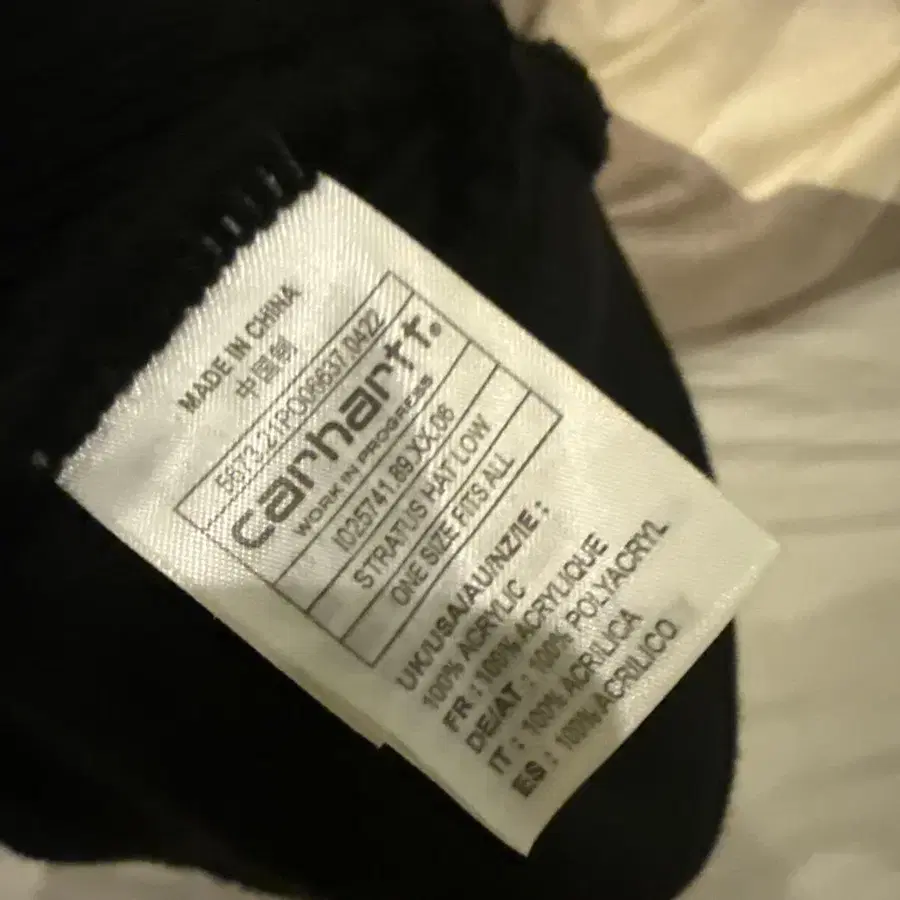 MADE IN CHINA
中国制
5673.21PO06637.0422
carhartt.
WORK IN PROGRESS
I025741.89.XX.06
STRATUS HAT LOW
ONE SIZE FITS ALL
UK/USA/AU/NZ/IE :
100% ACRYLIC
FR : 100% ACRYLIQUE
DE/AT : 100% POLYACRYL
IT : 100% ACRILICA
ES : 100% ACRILICO